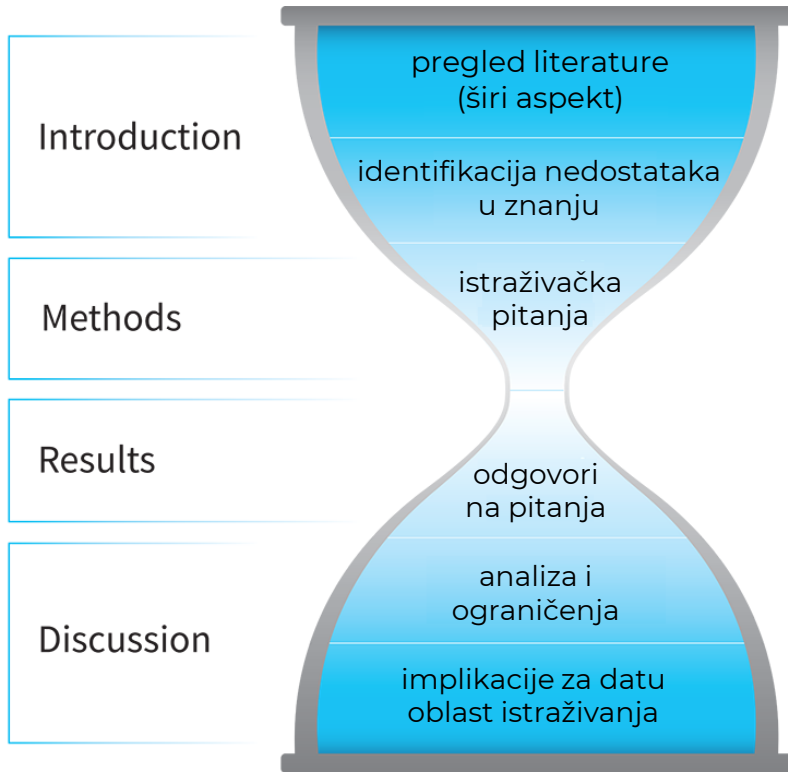 Introduction
pregled literature
(širi aspekt)
identifikacija nedostataka
u znanju
Methods
istraživačka
pitanja
Results
odgovori
na pitanja
Discussion
analiza i
ograničenja
implikacije za datu
oblast istraživanja